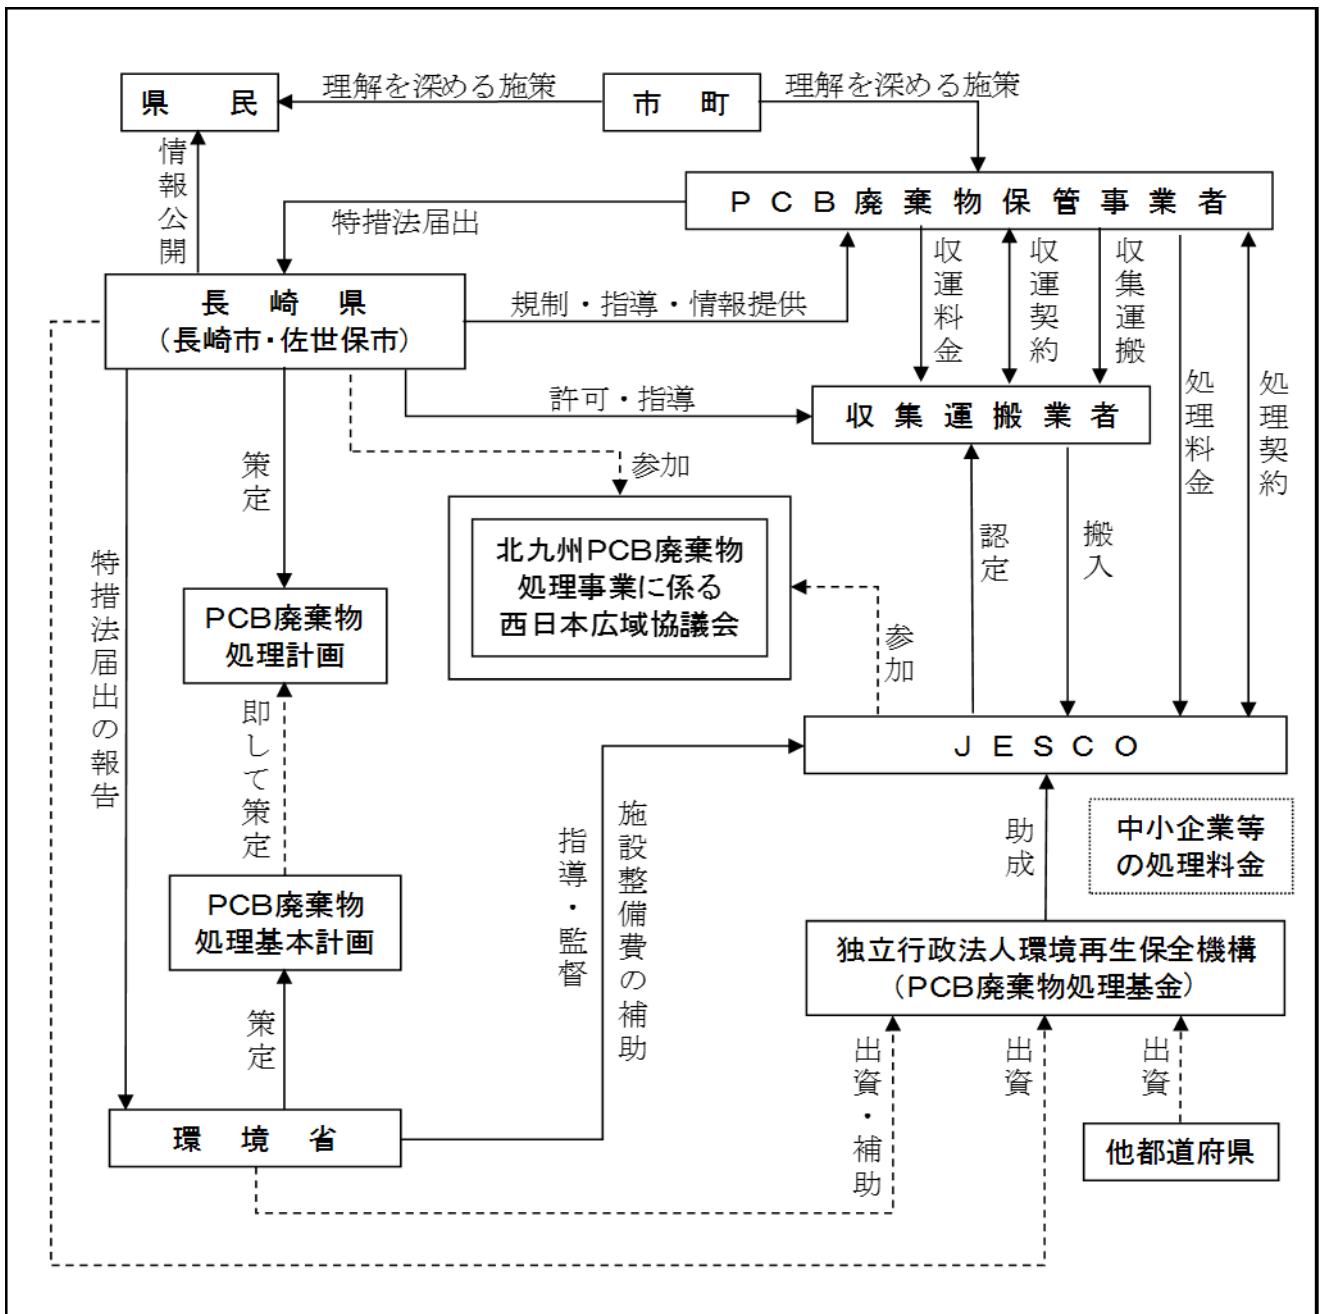 県　民
理解を深める施策
市　町
理解を深める施策
情報公開
ＰＣＢ廃棄物保管事業者
特措法届出
長　崎　県
（長崎市・佐世保市）
規制・指導・情報提供
収運料金
収運契約
収集運搬
処理料金
処理契約
許可・指導
収集運搬業者
策定
参加
北九州PCB廃棄物
処理事業に係る
西日本広域協議会
認定
搬入
特措法届出の報告
PCB廃棄物
処理計画
参加
即して策定
ＪＥＳＣＯ
指導・監督
施設整備費の補助
助成
中小企業等
の処理料金
PCB廃棄物
処理基本計画
独立行政法人環境再生保全機構
（PCB廃棄物処理基金）
策定
出資・補助
出資
出資
環　境　省
他都道府県